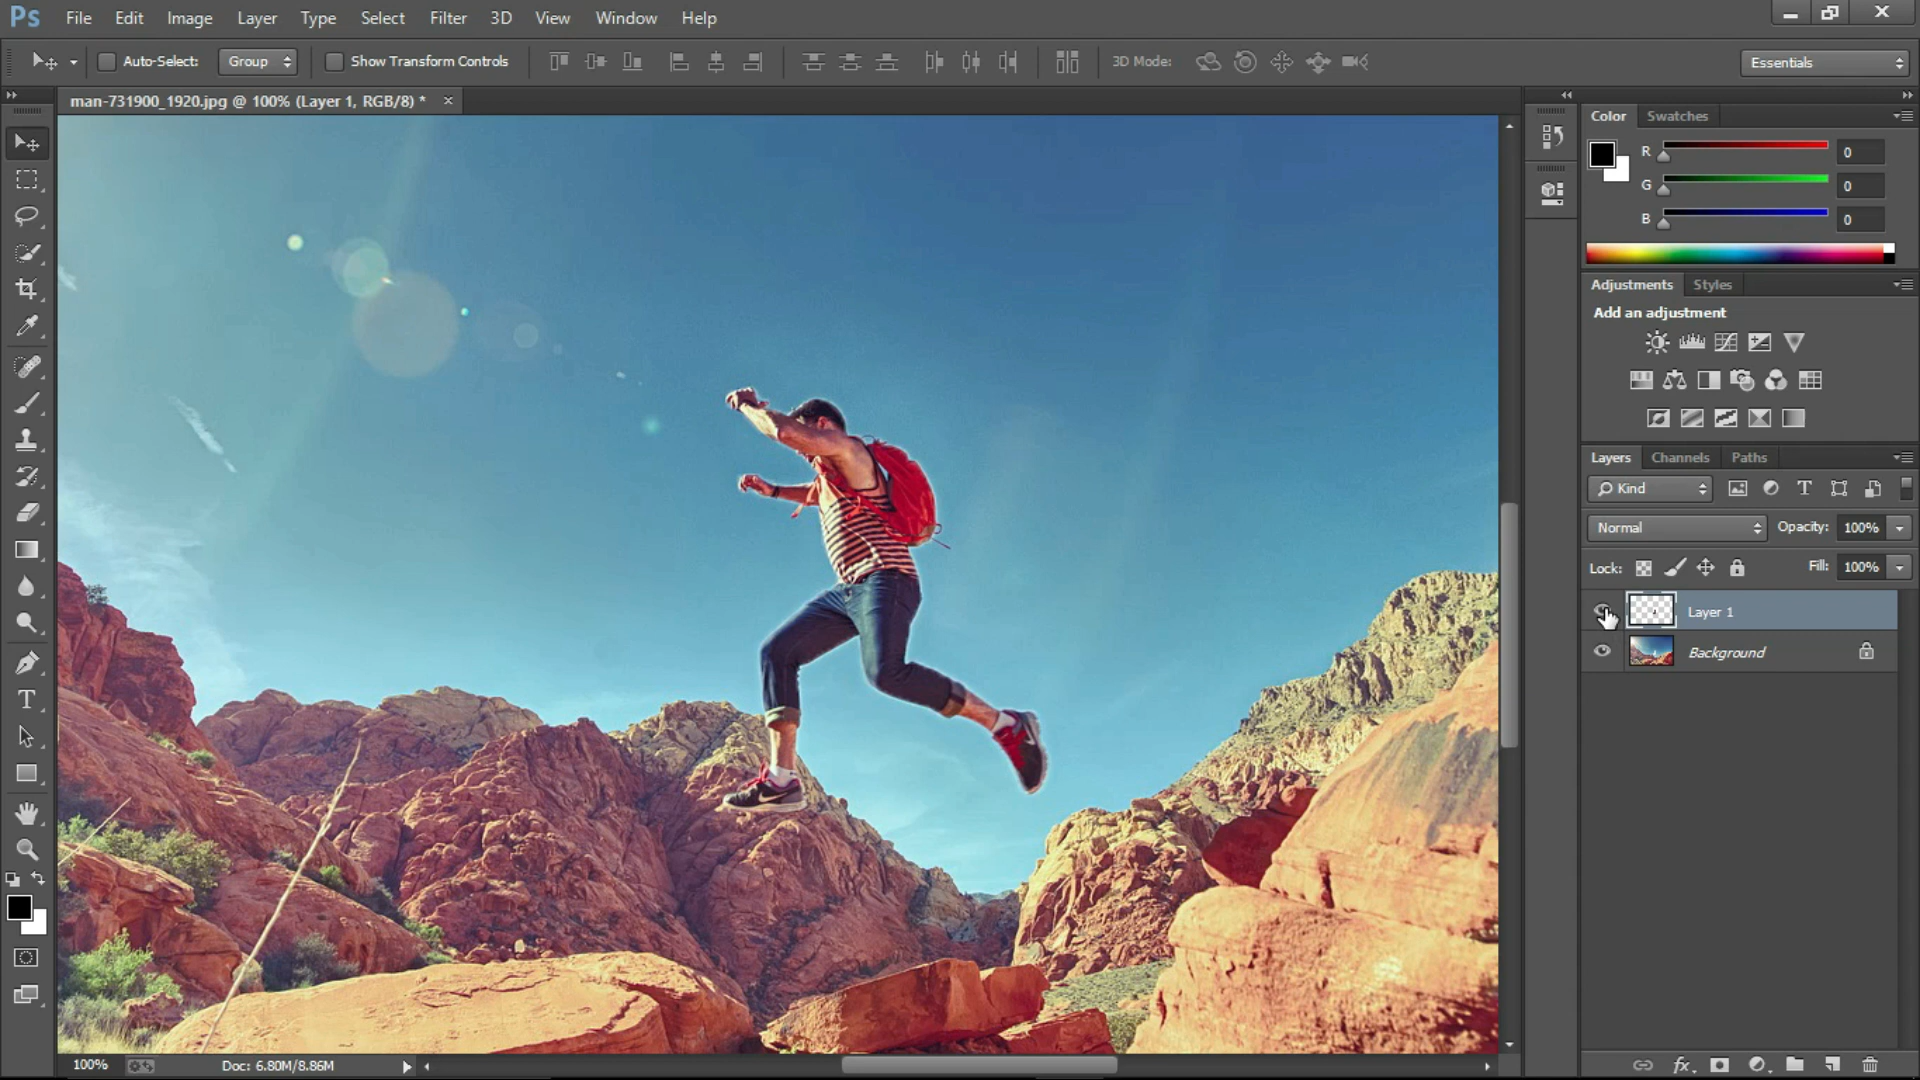 Ps File Edit Image Layer Type Select Filter 3D View Window Help
Auto-Select: Group Show Transform Controls 3D Mode: Essentials
man-731900_1920.jpg @ 100% (Layer 1, RGB/8) * ×
Color Swatches
R 0
G 0
B 0
Adjustments Styles
Add an adjustment
Layers Channels Paths
Kind
Normal Opacity: 100%
Lock: Fill: 100%
Layer 1
Background
100% Doc: 6.80M/8.86M